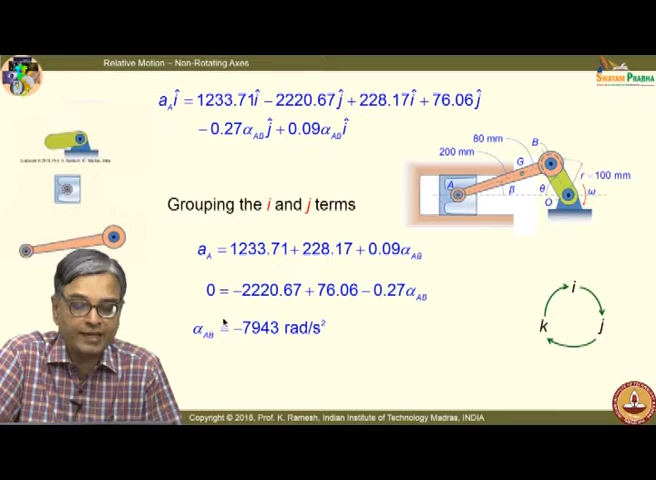 Relative Motion – Non-Rotating Axes
SWAYAM PRABHA
a_A î = 1233.71î − 2220.67ĵ + 228.17î + 76.06ĵ
− 0.27α_AB ĵ + 0.09α_AB î
80 mm
B
200 mm
G
r = 100 mm
A
β
θ
ω
O
Grouping the i and j terms
a_A = 1233.71 + 228.17 + 0.09α_AB
0 = −2220.67 + 76.06 − 0.27α_AB
α_AB = −7943 rad/s²
i
k
j
Copyright © 2018, Prof. K. Ramesh, Indian Institute of Technology Madras, INDIA